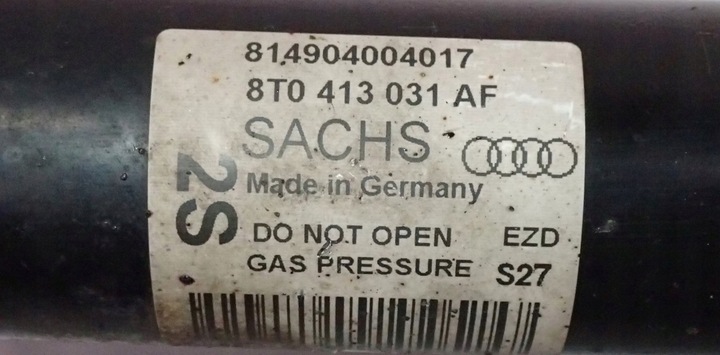 814904004017
8T0 413 031 AF
SACHS
Made in Germany
2S
DO NOT OPEN EZD
GAS PRESSURE S27